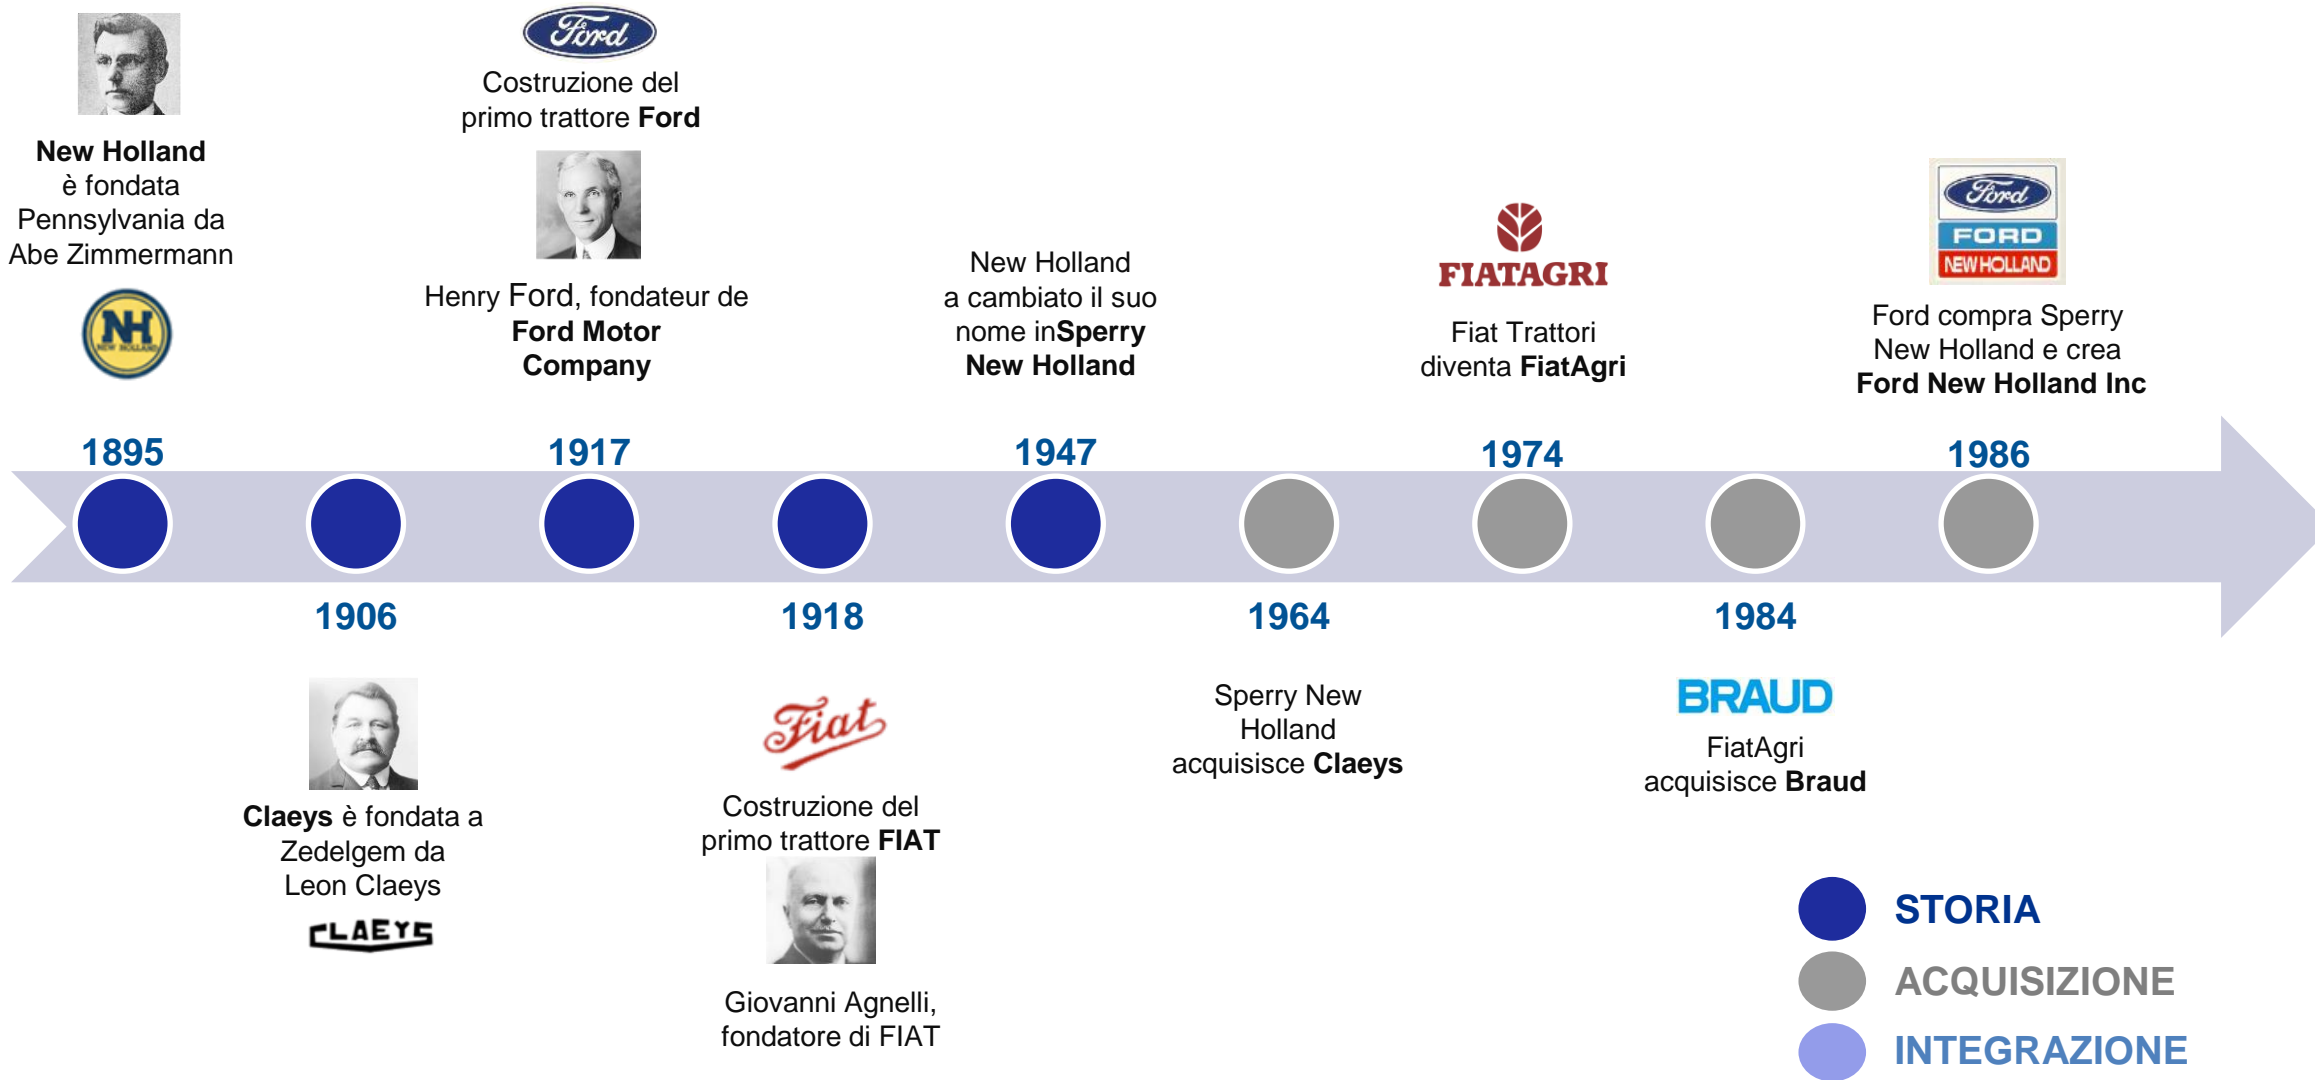 New Holland
è fondata
Pennsylvania da
Abe Zimmermann
NH
NEW HOLLAND
1895
Ford
Costruzione del
primo trattore Ford
Henry Ford, fondateur de
Ford Motor
Company
1917
New Holland
a cambiato il suo
nome inSperry
New Holland
1947
FIATAGRI
Fiat Trattori
diventa FiatAgri
1974
Ford
FORD
NEW HOLLAND
Ford compra Sperry
New Holland e crea
Ford New Holland Inc
1986
1906
Claeys è fondata a
Zedelgem da
Leon Claeys
CLAEYS
1918
Fiat
Costruzione del
primo trattore FIAT
Giovanni Agnelli,
fondatore di FIAT
1964
Sperry New
Holland
acquisisce Claeys
1984
BRAUD
FiatAgri
acquisisce Braud
STORIA
ACQUISIZIONE
INTEGRAZIONE